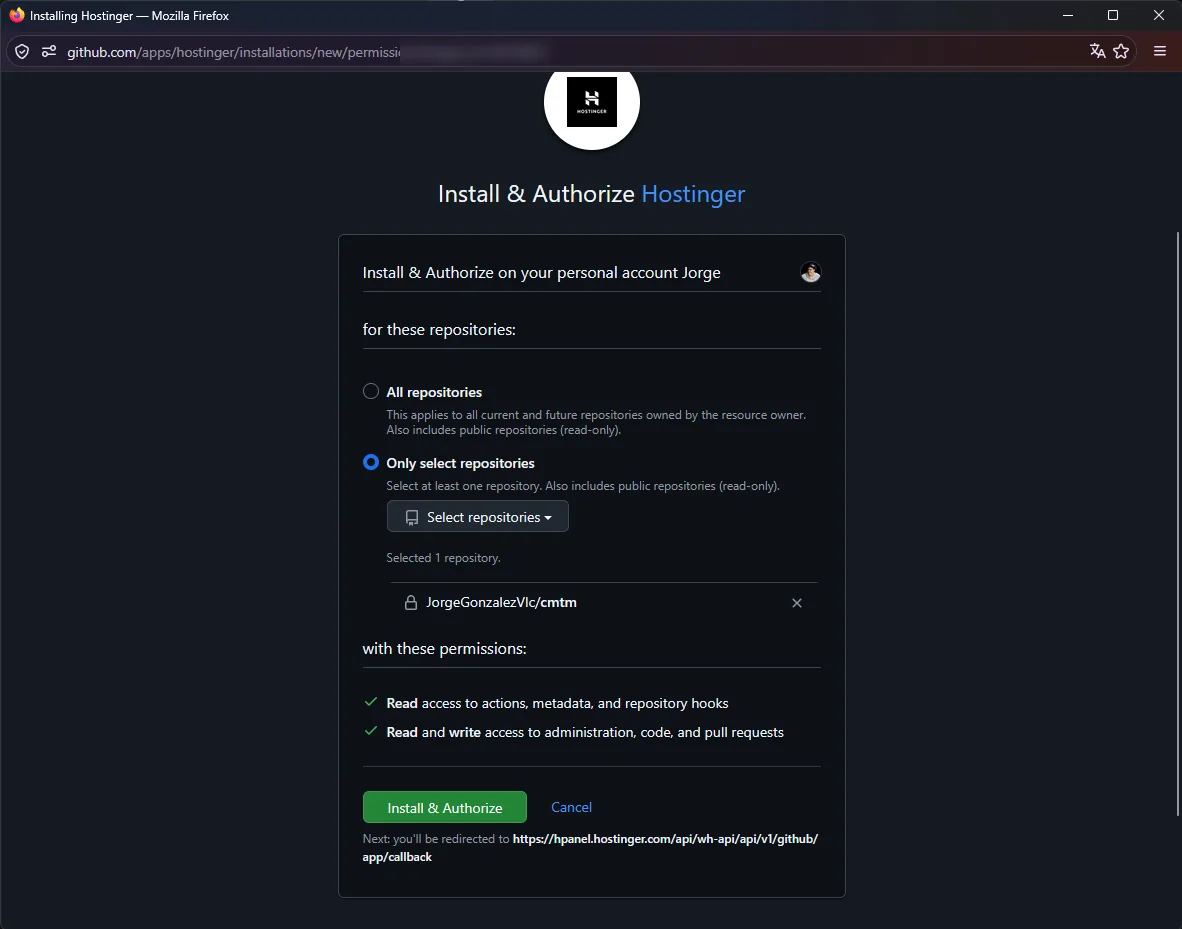 Installing Hostinger — Mozilla Firefox
github.com/apps/hostinger/installations/new/permissi
HOSTINGER
Install & Authorize Hostinger
Install & Authorize on your personal account Jorge
for these repositories:
All repositories
This applies to all current and future repositories owned by the resource owner.
Also includes public repositories (read-only).
Only select repositories
Select at least one repository. Also includes public repositories (read-only).
Select repositories
Selected 1 repository.
JorgeGonzalezVlc/cmtm
with these permissions:
Read access to actions, metadata, and repository hooks
Read and write access to administration, code, and pull requests
Install & Authorize Cancel
Next: you'll be redirected to https://hpanel.hostinger.com/api/wh-api/api/v1/github/
app/callback